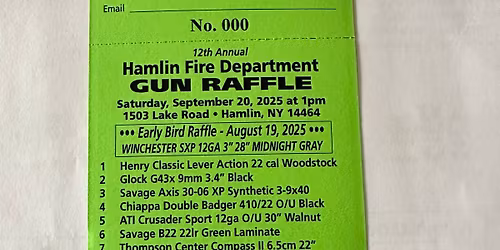 Email
No. 000
12th Annual
Hamlin Fire Department
GUN RAFFLE
Saturday, September 20, 2025 at 1pm
1503 Lake Road • Hamlin, NY 14464
••• Early Bird Raffle - August 19, 2025 •••
WINCHESTER SXP 12GA 3" 28" MIDNIGHT GRAY
1 Henry Classic Lever Action 22 cal Woodstock
2 Glock G43x 9mm 3.4" Black
3 Savage Axis 30-06 XP Synthetic 3-9x40
4 Chiappa Double Badger 410/22 O/U Black
5 ATI Crusader Sport 12ga O/U 30" Walnut
6 Savage B22 22lr Green Laminate
7 Thompson Center Compass II 6.5cm 22"